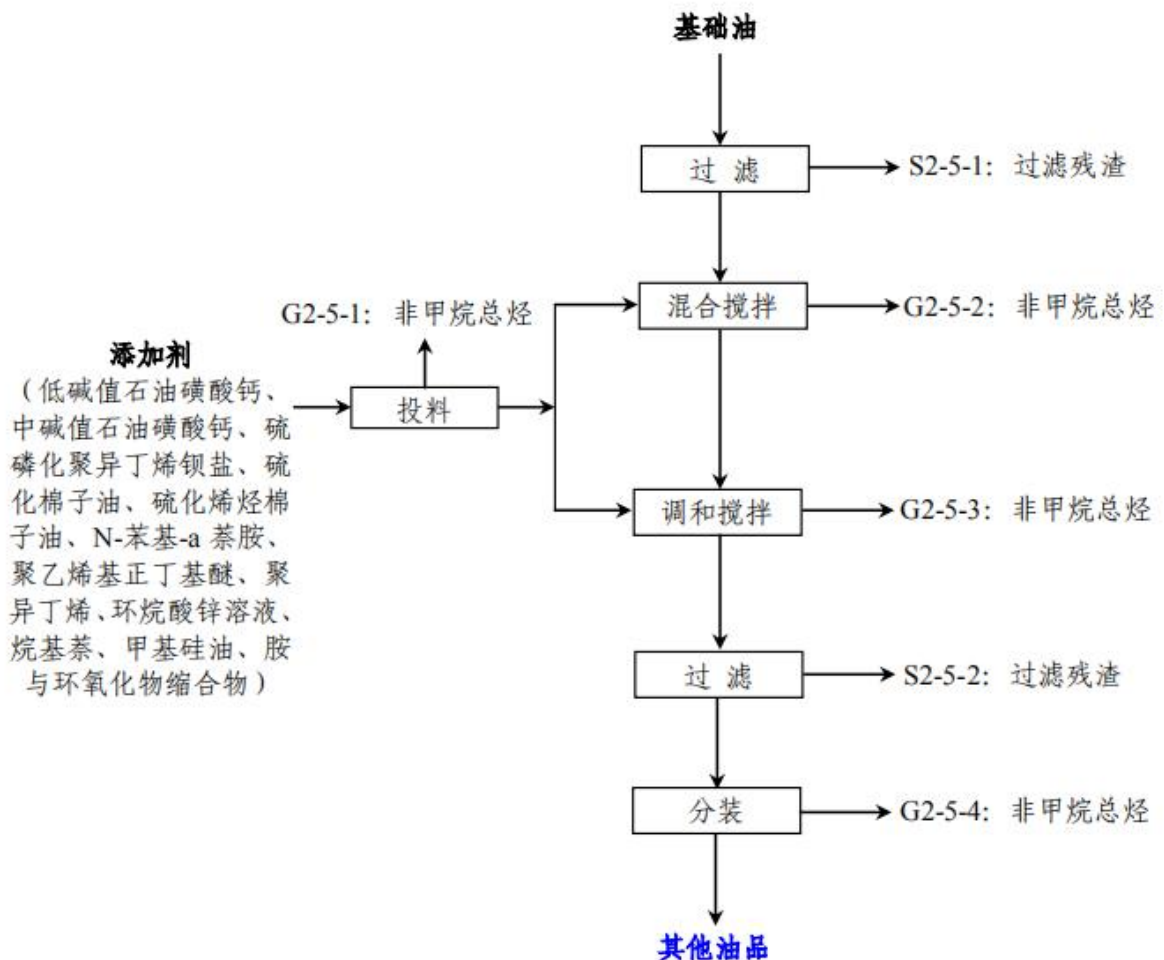 基础油
过 滤
S2-5-1: 过滤残渣
混合搅拌
G2-5-2: 非甲烷总烃
G2-5-1: 非甲烷总烃
添加剂
（低碱值石油磺酸钙、
中碱值石油磺酸钙、硫
磷化聚异丁烯钡盐、硫
化棉子油、硫化烯烃棉
子油、N-苯基-a 萘胺、
聚乙烯基正丁基醚、聚
异丁烯、环烷酸锌溶液、
烷基萘、甲基硅油、胺
与环氧化物缩合物）
投料
调和搅拌
G2-5-3: 非甲烷总烃
过 滤
S2-5-2: 过滤残渣
分装
G2-5-4: 非甲烷总烃
其他油品